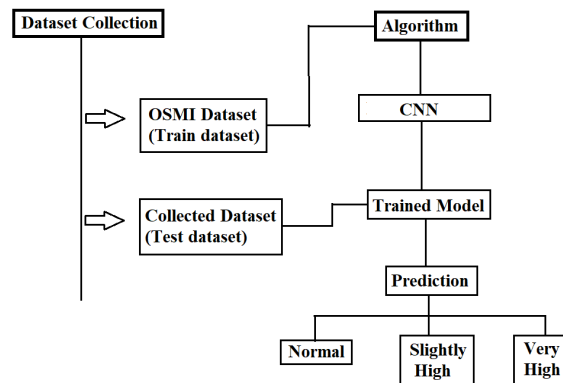 Dataset Collection
Algorithm
OSMI Dataset
(Train dataset)
CNN
Collected Dataset
(Test dataset)
Trained Model
Prediction
Normal
Slightly
High
Very
High